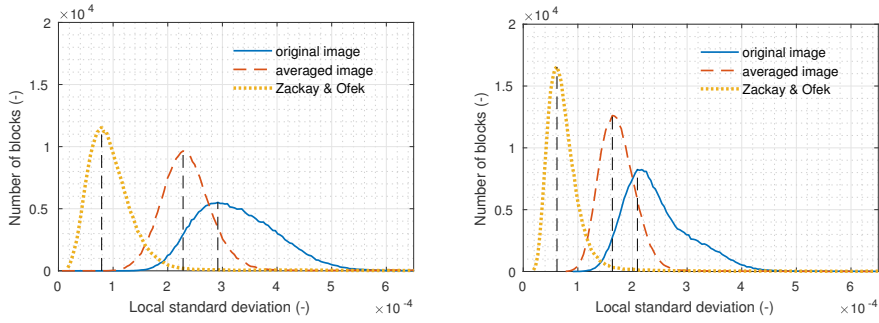 2 ×10⁴
1.5
1
0.5
0
Number of blocks (-)
original image
averaged image
Zackay & Ofek
0 1 2 3 4 5 6
Local standard deviation (-)
×10⁻⁴
2 ×10⁴
1.5
1
0.5
0
Number of blocks (-)
original image
averaged image
Zackay & Ofek
0 1 2 3 4 5 6
Local standard deviation (-)
×10⁻⁴